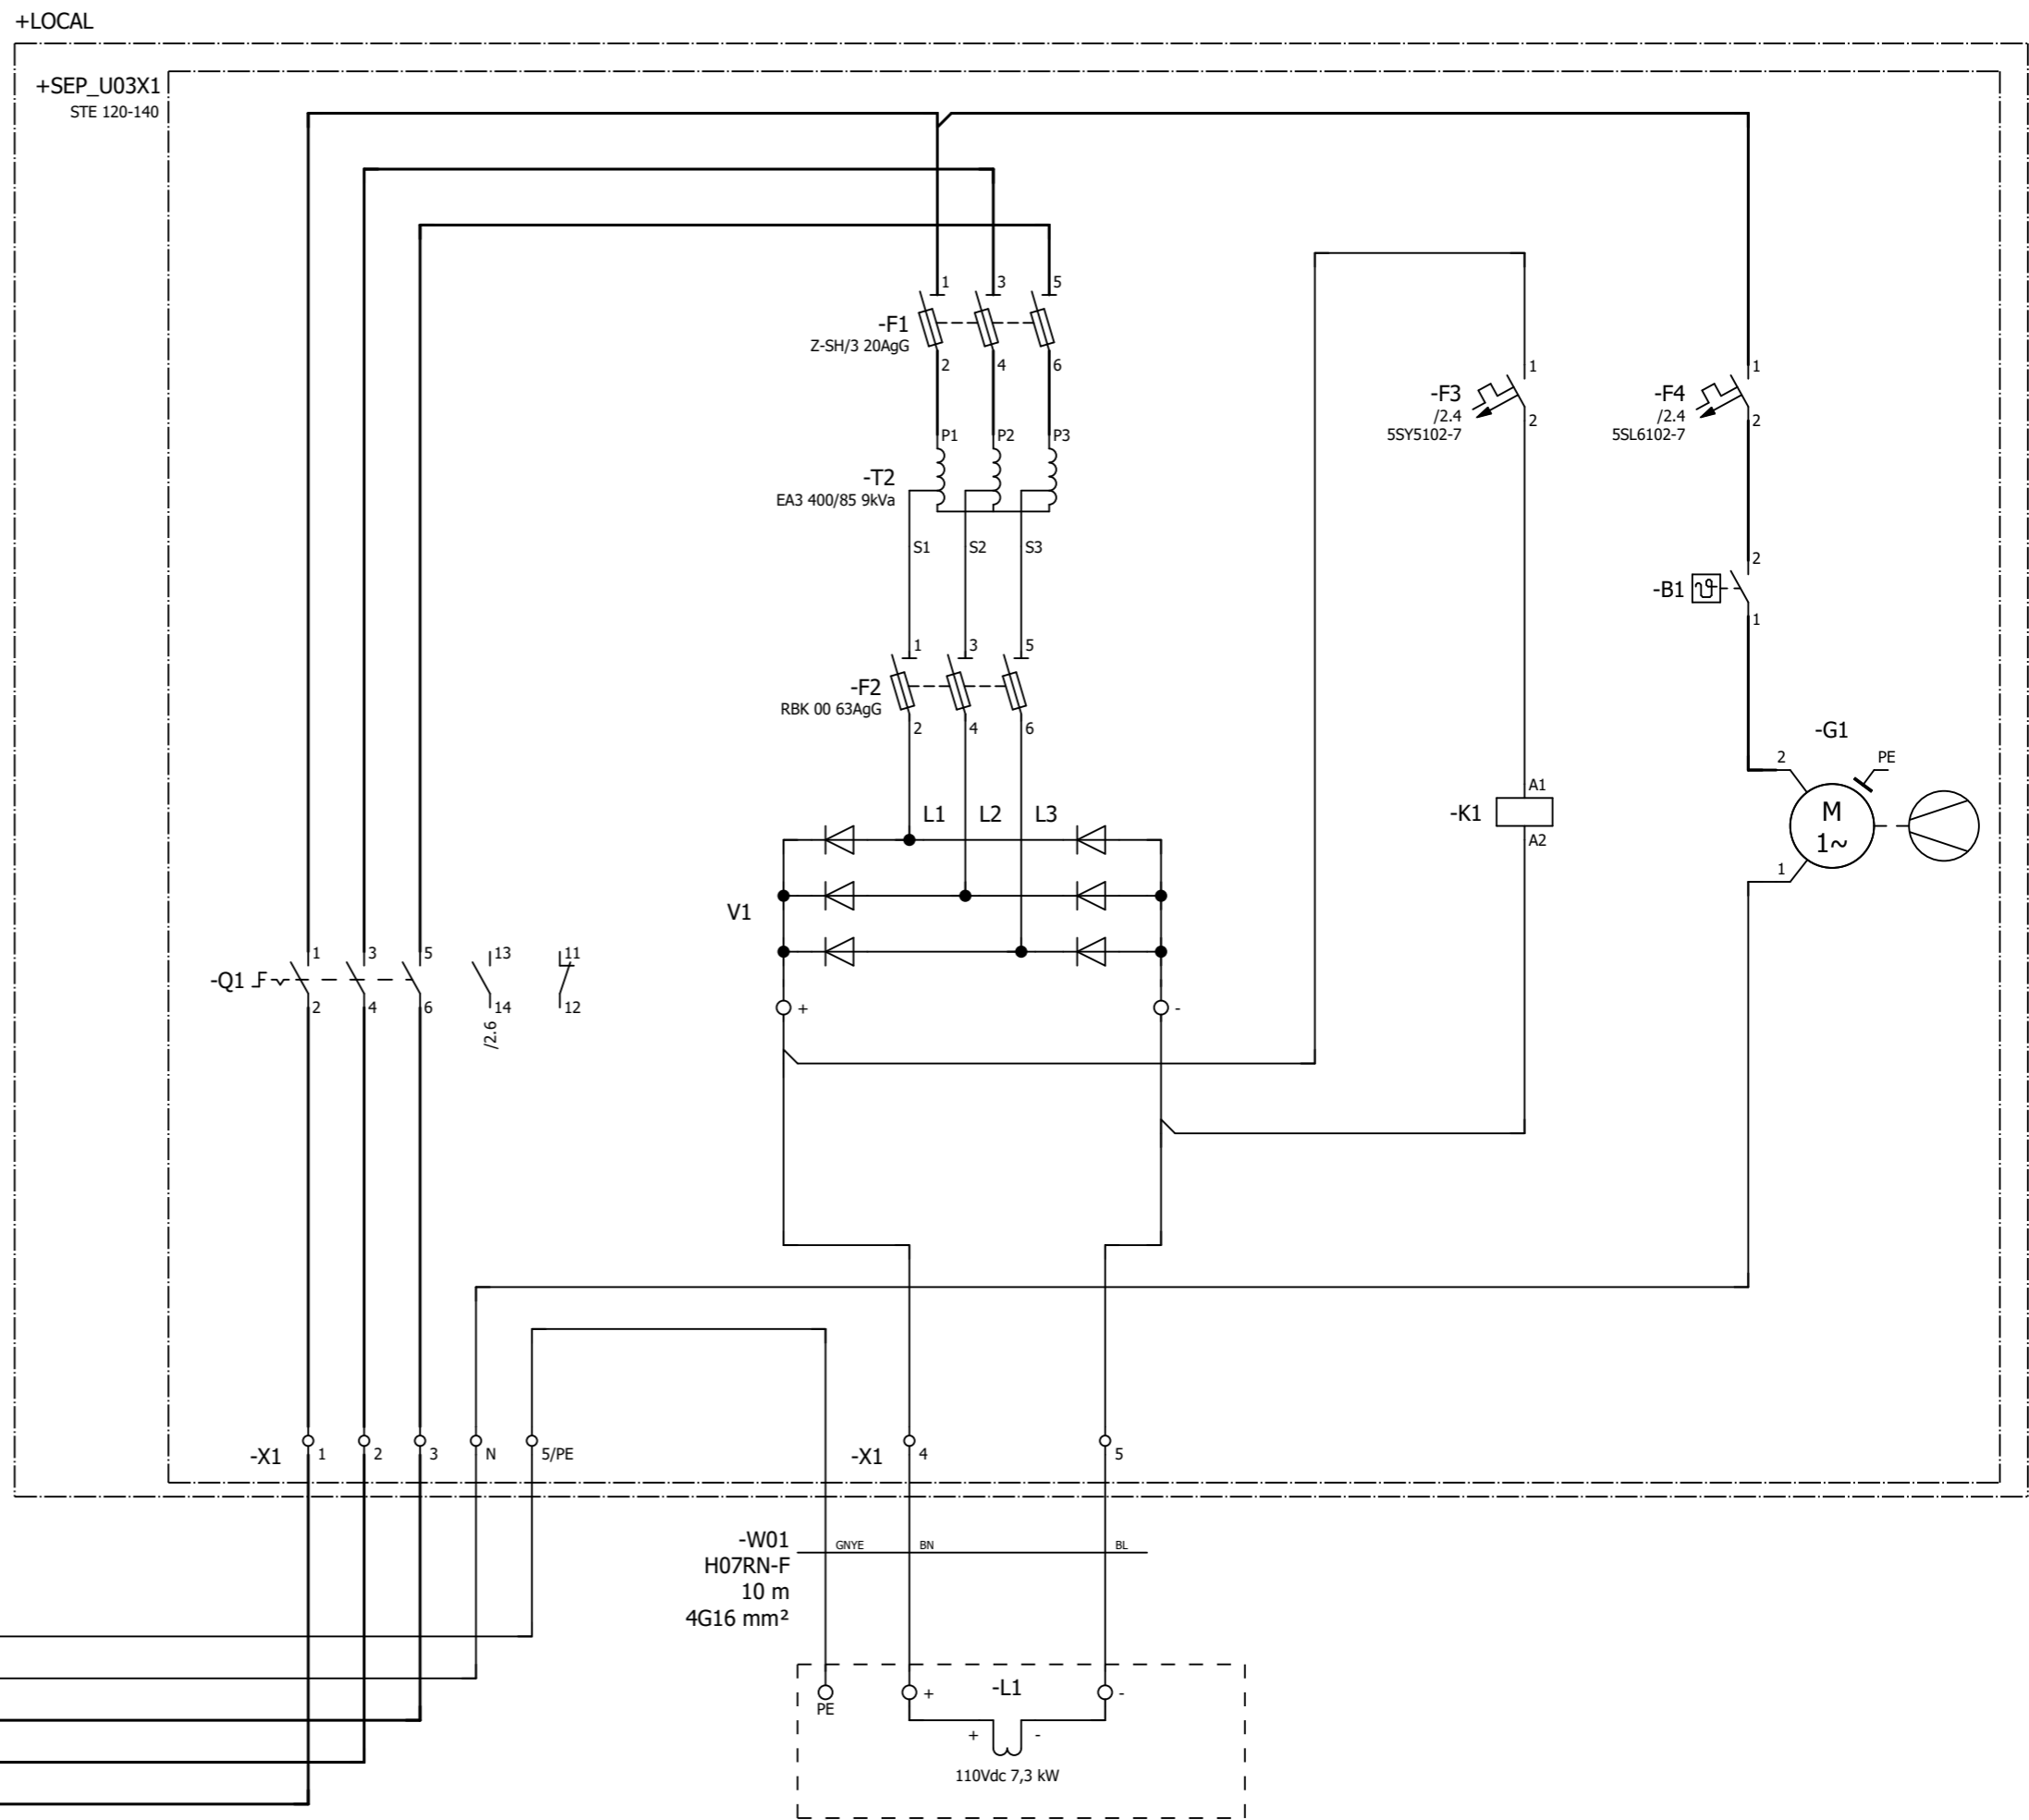 +LOCAL
+SEP_U03X1
STE 120-140
1 3 5
-F1
Z-SH/3 20AgG
2 4 6
P1 P2 P3
-T2
EA3 400/85 9kVa
S1 S2 S3
1 3 5
-F2
RBK 00 63AgG
2 4 6
1
-F3
/2.4
5SY5102-7
2
1
-F4
/2.4
5SL6102-7
2
2
-B1
1
-G1
2 PE
M
1~
1
L1 L2 L3
A1
-K1
A2
V1
+ -
1 3 5 13 11
-Q1
2 4 6 14 12
/2.6
-X1 1 2 3 N 5/PE
-X1 4 5
-W01
H07RN-F
10 m
4G16 mm²
GNYE BN BL
PE + -L1 -
+ -
110Vdc 7,3 kW